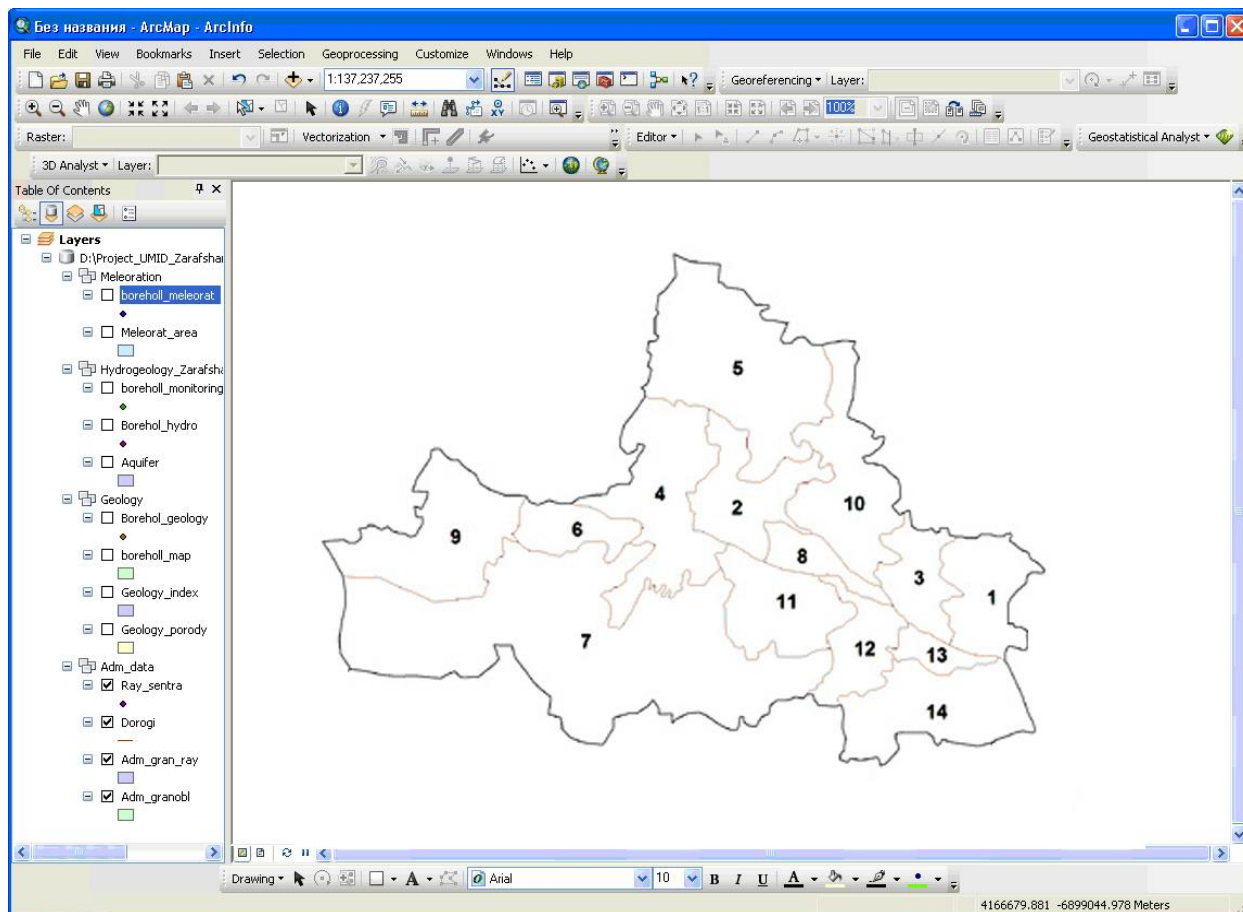 Без названия - ArcMap - ArcInfo
File Edit View Bookmarks Insert Selection Geoprocessing Customize Windows Help
1:137,237,255 Georeferencing Layer:
100%
Raster: Vectorization Editor Geostatistical Analyst
3D Analyst Layer:
Table Of Contents
Layers
D:\Project_UMID_Zarafshar
Meleoration
boreholl_meleorat
Meleorat_area
Hydrogeology_Zarafsha
boreholl_monitoring
Borehol_hydro
Aquifer
Geology
Borehol_geology
boreholl_map
Geology_index
Geology_porody
Adm_data
Ray_sentra
Dorogi
Adm_gran_ray
Adm_granobl
5
4
2
10
9
6
8
3
1
11
7
12
13
14
Drawing A Arial 10 B I U A
4166679.881 -6899044.978 Meters